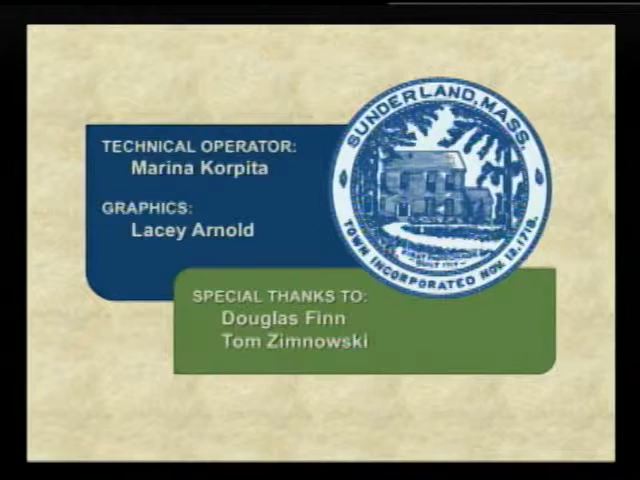 TECHNICAL OPERATOR:
Marina Korpita
GRAPHICS:
Lacey Arnold
SPECIAL THANKS TO:
Douglas Finn
Tom Zimnowski
SUNDERLAND, MASS.
TOWN INCORPORATED NOV. 12, 1718.